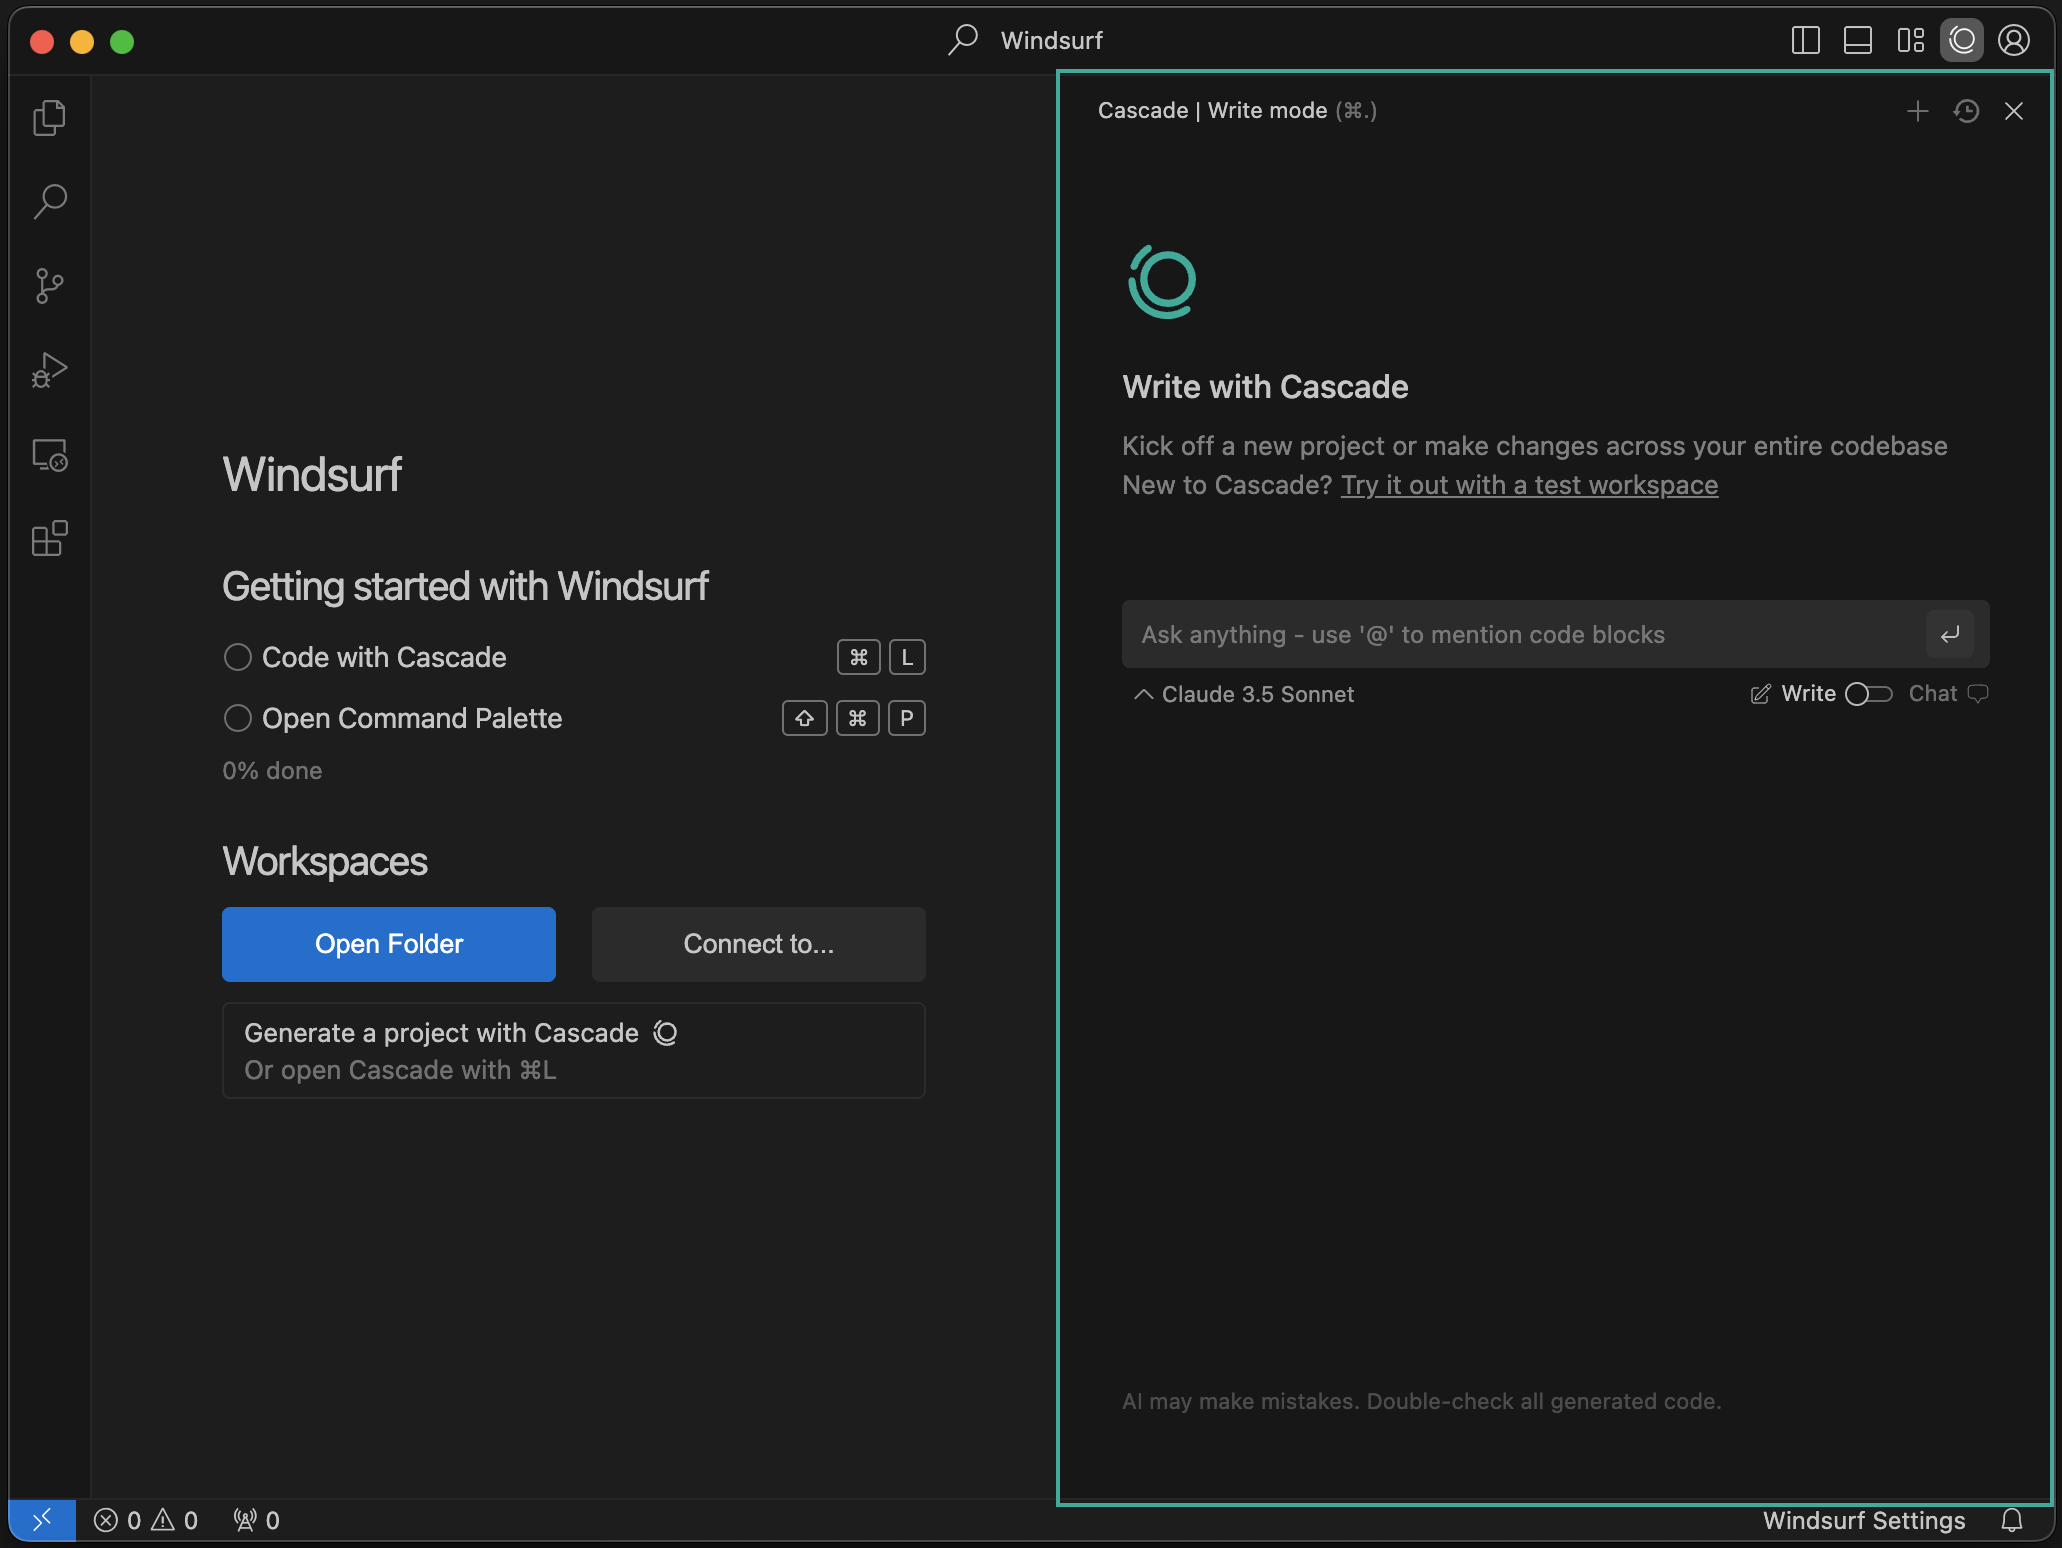 Windsurf
Cascade | Write mode (⌘.)
Write with Cascade
Kick off a new project or make changes across your entire codebase
New to Cascade? Try it out with a test workspace
Ask anything - use '@' to mention code blocks
Claude 3.5 Sonnet
Write
Chat
AI may make mistakes. Double-check all generated code.
Windsurf
Getting started with Windsurf
Code with Cascade ⌘ L
Open Command Palette ⇧ ⌘ P
0% done
Workspaces
Open Folder
Connect to...
Generate a project with Cascade
Or open Cascade with ⌘L
0 0 0
Windsurf Settings